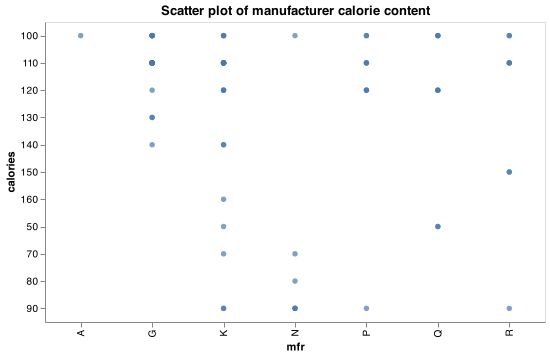 Scatter plot of manufacturer calorie content
100
110
120
130
140
150
160
50
70
80
90
calories
A
G
K
N
P
Q
R
mfr